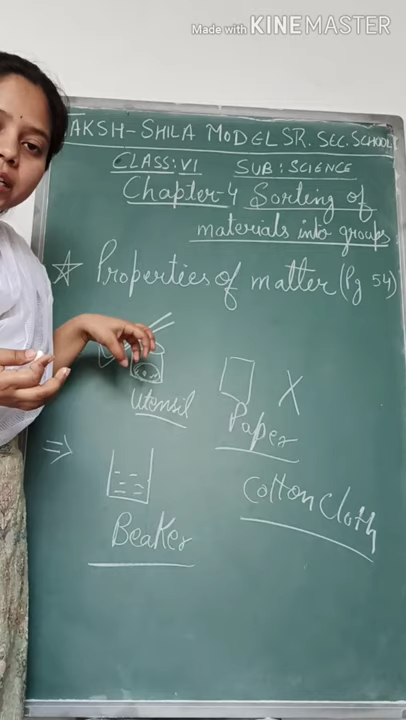 Made with KINEMASTER
AKSH-SHILA MODEL SR. SEC. SCHOOL
CLASS: VI SUB: SCIENCE
Chapter-4 Sorting of
materials into groups
Properties of matter (Pg 54)
Utensil
Paper
X
Beaker
Cotton Cloth